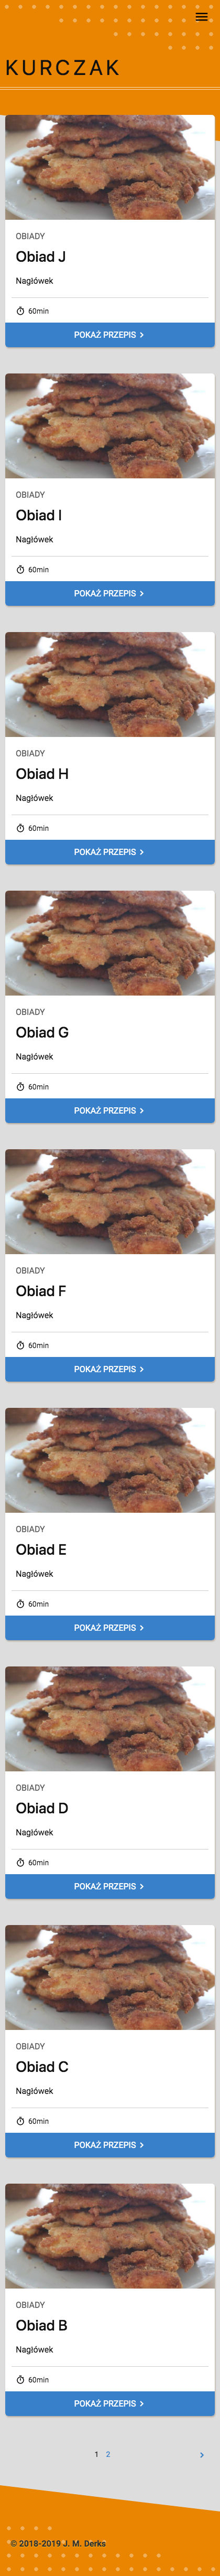 KURCZAK
OBIADY
Obiad J
Nagłówek
60min
POKAŻ PRZEPIS
OBIADY
Obiad I
Nagłówek
60min
POKAŻ PRZEPIS
OBIADY
Obiad H
Nagłówek
60min
POKAŻ PRZEPIS
OBIADY
Obiad G
Nagłówek
60min
POKAŻ PRZEPIS
OBIADY
Obiad F
Nagłówek
60min
POKAŻ PRZEPIS
OBIADY
Obiad E
Nagłówek
60min
POKAŻ PRZEPIS
OBIADY
Obiad D
Nagłówek
60min
POKAŻ PRZEPIS
OBIADY
Obiad C
Nagłówek
60min
POKAŻ PRZEPIS
OBIADY
Obiad B
Nagłówek
60min
POKAŻ PRZEPIS
1 2
© 2018-2019 J. M. Derks